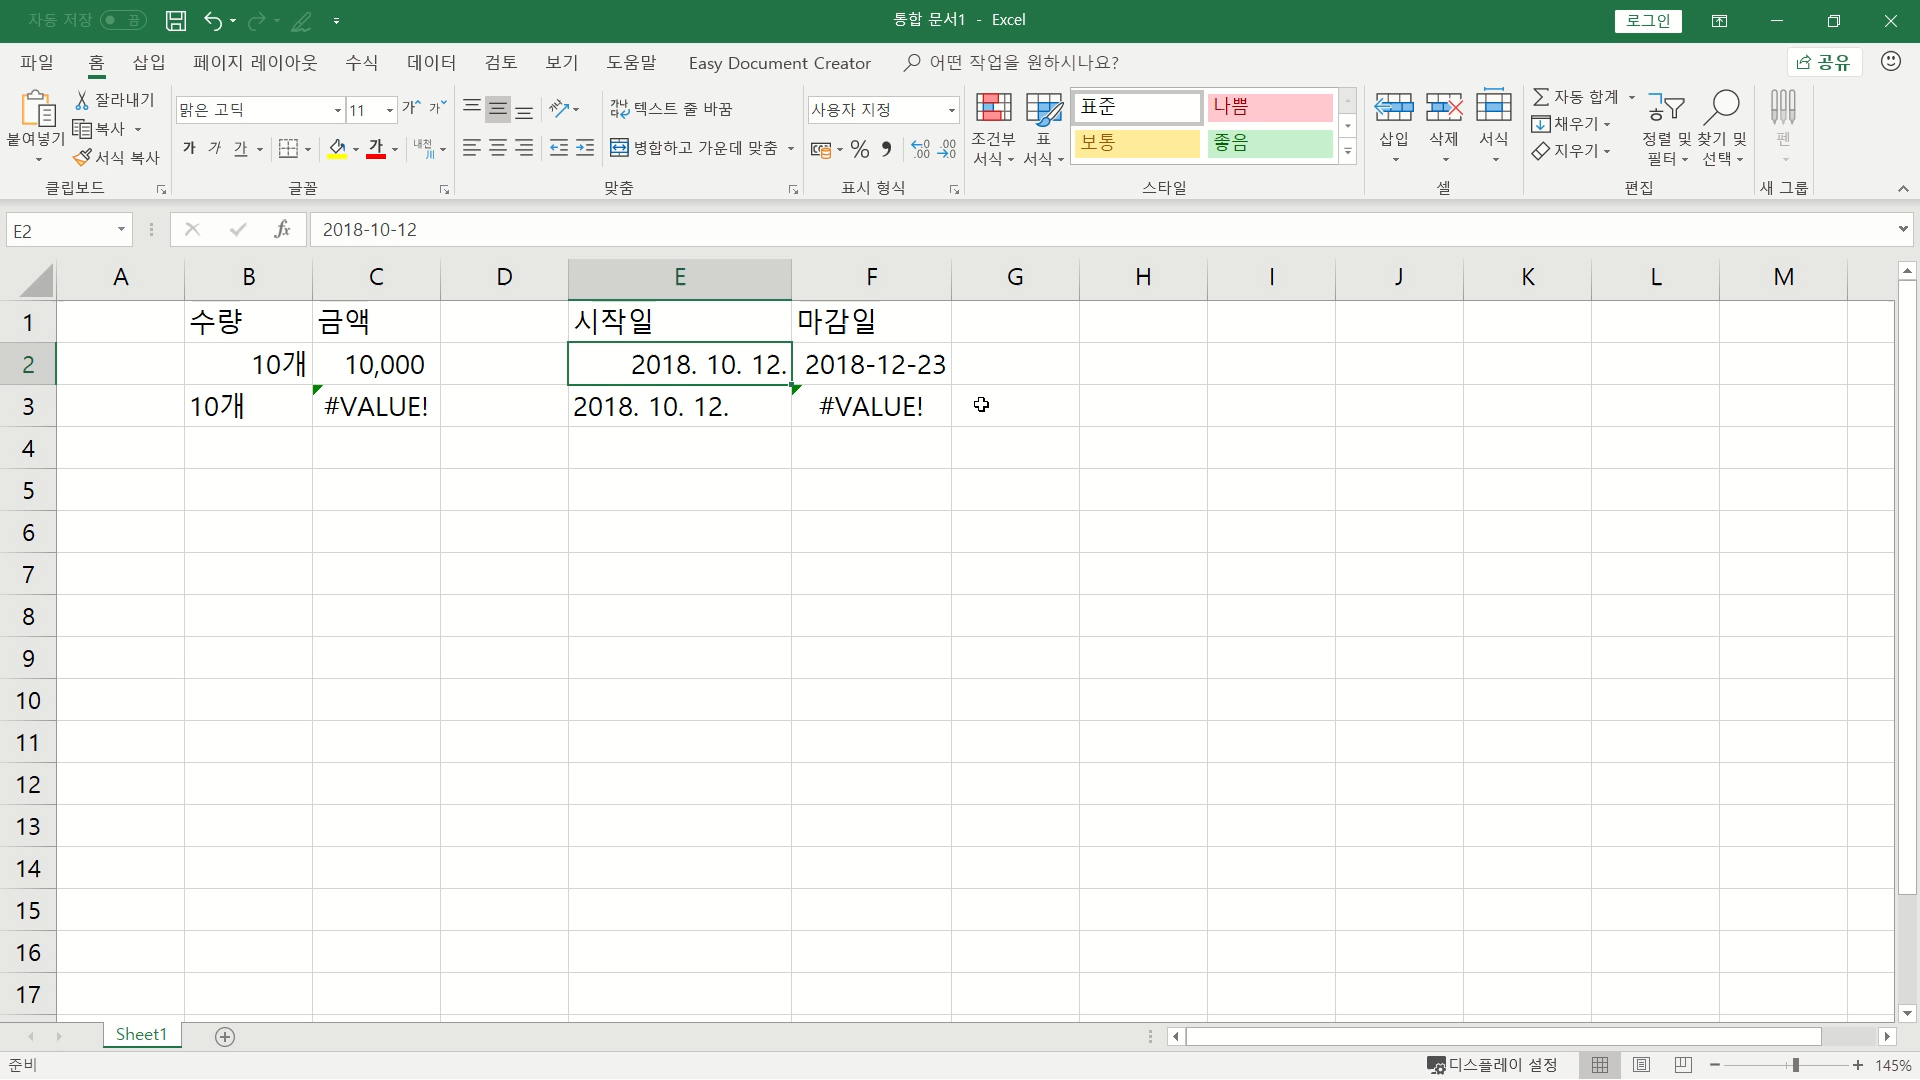 자동 저장 끔 통합 문서1 - Excel 로그인
파일 홈 삽입 페이지 레이아웃 수식 데이터 검토 보기 도움말 Easy Document Creator 어떤 작업을 원하시나요? 공유
붙여넣기 잘라내기 복사 서식 복사 클립보드
맑은 고딕 11 가 가 가 가 가 가 내천 글꼴
텍스트 줄 바꿈 병합하고 가운데 맞춤 맞춤
사용자 지정 % 표시 형식
조건부 서식 표 서식 표준 나쁨 보통 좋음 스타일
삽입 삭제 서식 셀
자동 합계 채우기 지우기 정렬 및 필터 찾기 및 선택 편집
펜 새 그룹
E2 fx 2018-10-12
A B C D E F G H I J K L M
1 수량 금액 시작일 마감일
2 10개 10,000 2018. 10. 12. 2018-12-23
3 10개 #VALUE! 2018. 10. 12. #VALUE!
4
5
6
7
8
9
10
11
12
13
14
15
16
17
Sheet1
준비 디스플레이 설정 145%